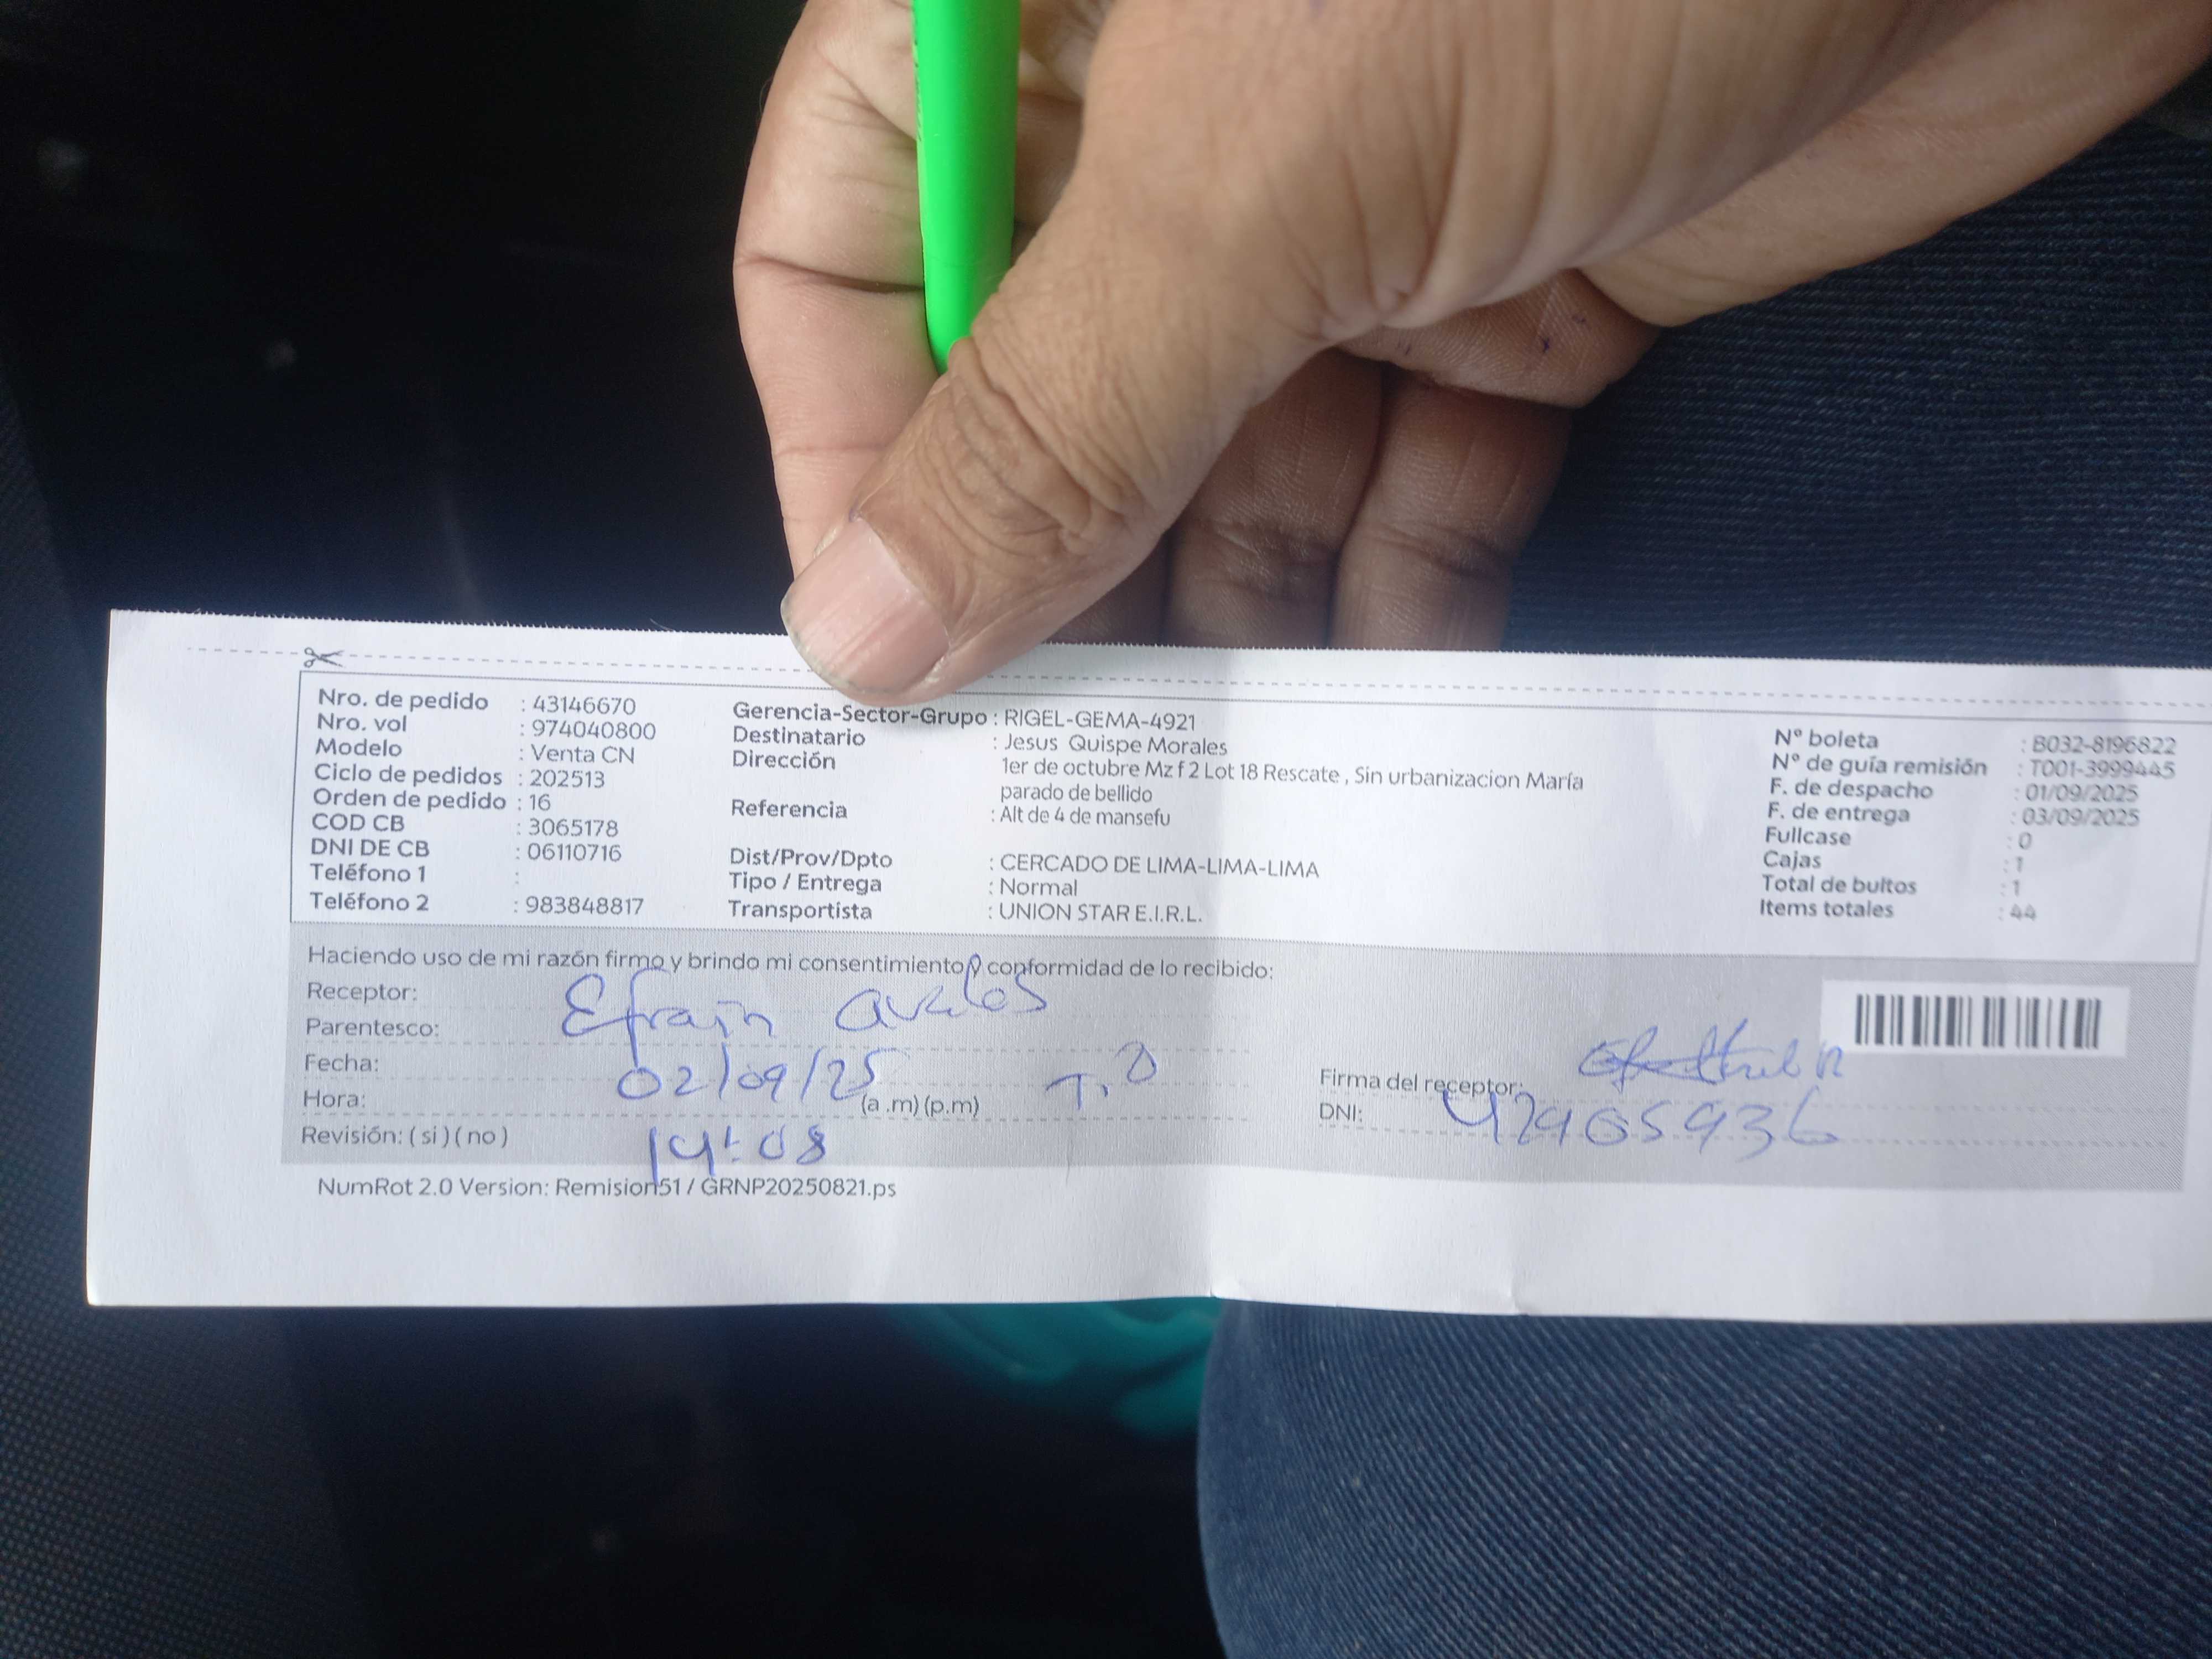 Nro. de pedido : 43146670
Nro. vol : 974040800
Modelo : Venta CN
Ciclo de pedidos : 202513
Orden de pedido : 16
COD CB : 3065178
DNI DE CB : 06110716
Teléfono 1 :
Teléfono 2 : 983848817
Gerencia-Sector-Grupo : RIGEL-GEMA-4921
Destinatario : Jesus Quispe Morales
Dirección 1er de octubre Mz f 2 Lot 18 Rescate , Sin urbanizacion María
parado de bellido
Referencia : Alt de 4 de mansefu
Dist/Prov/Dpto : CERCADO DE LIMA-LIMA-LIMA
Tipo / Entrega : Normal
Transportista : UNION STAR E.I.R.L.
Nº boleta : B032-8196822
Nº de guía remisión : T001-3999445
F. de despacho : 01/09/2025
F. de entrega : 03/09/2025
Fullcase : 0
Cajas : 1
Total de bultos : 1
Items totales : 44
Haciendo uso de mi razón firmo y brindo mi consentimiento y conformidad de lo recibido:
Receptor: Efraín avalos
Parentesco:
Fecha: 02/09/25
T.D
Hora: (a .m) (p.m)
14:08
Revisión: ( si ) ( no )
Firma del receptor:
DNI: 42905936
NumRot 2.0 Version: Remision51 / GRNP20250821.ps